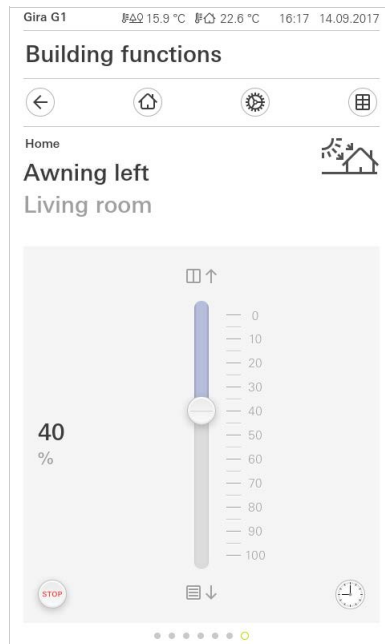 Gira G1 15.9 °C 22.6 °C 16:17 14.09.2017
Building functions
Home
Awning left
Living room
0
10
20
30
40
50
60
70
80
90
100
40
%
STOP